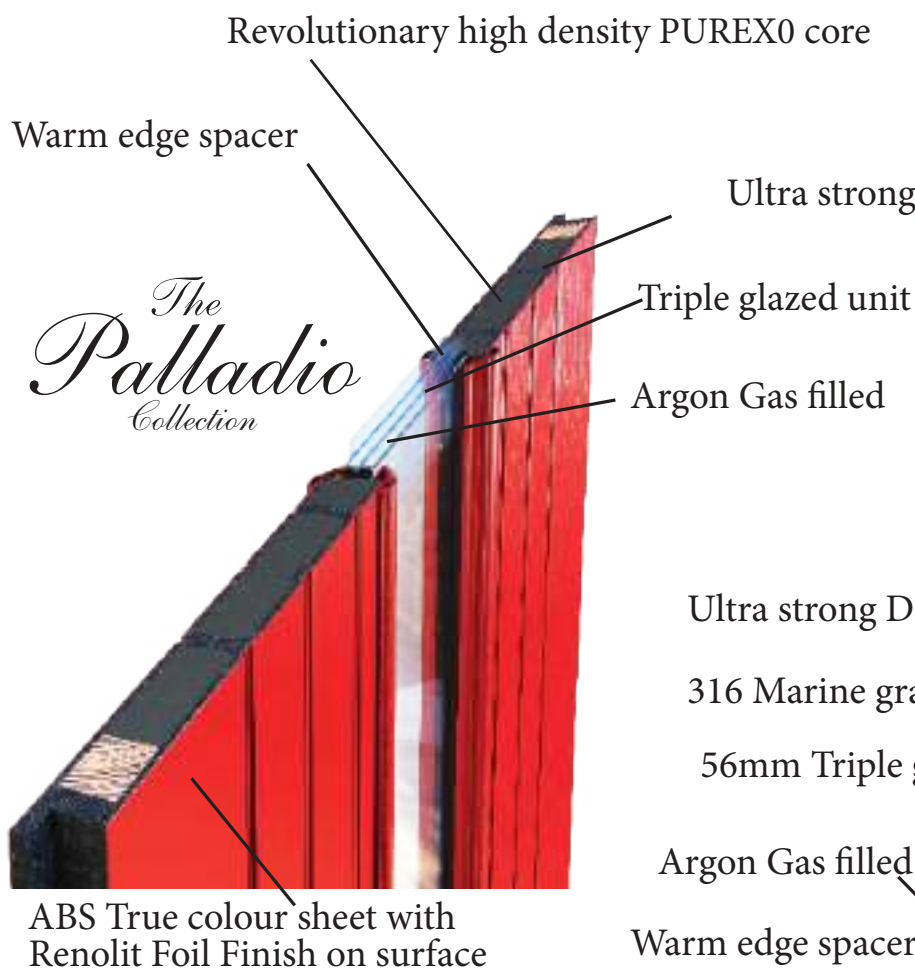 Revolutionary high density PUREX0 core
Warm edge spacer
Ultra strong
Triple glazed unit
The
Palladio
Collection
Argon Gas filled
Ultra strong D
316 Marine gra
56mm Triple
Argon Gas filled
ABS True colour sheet with
Renolit Foil Finish on surface
Warm edge spacer